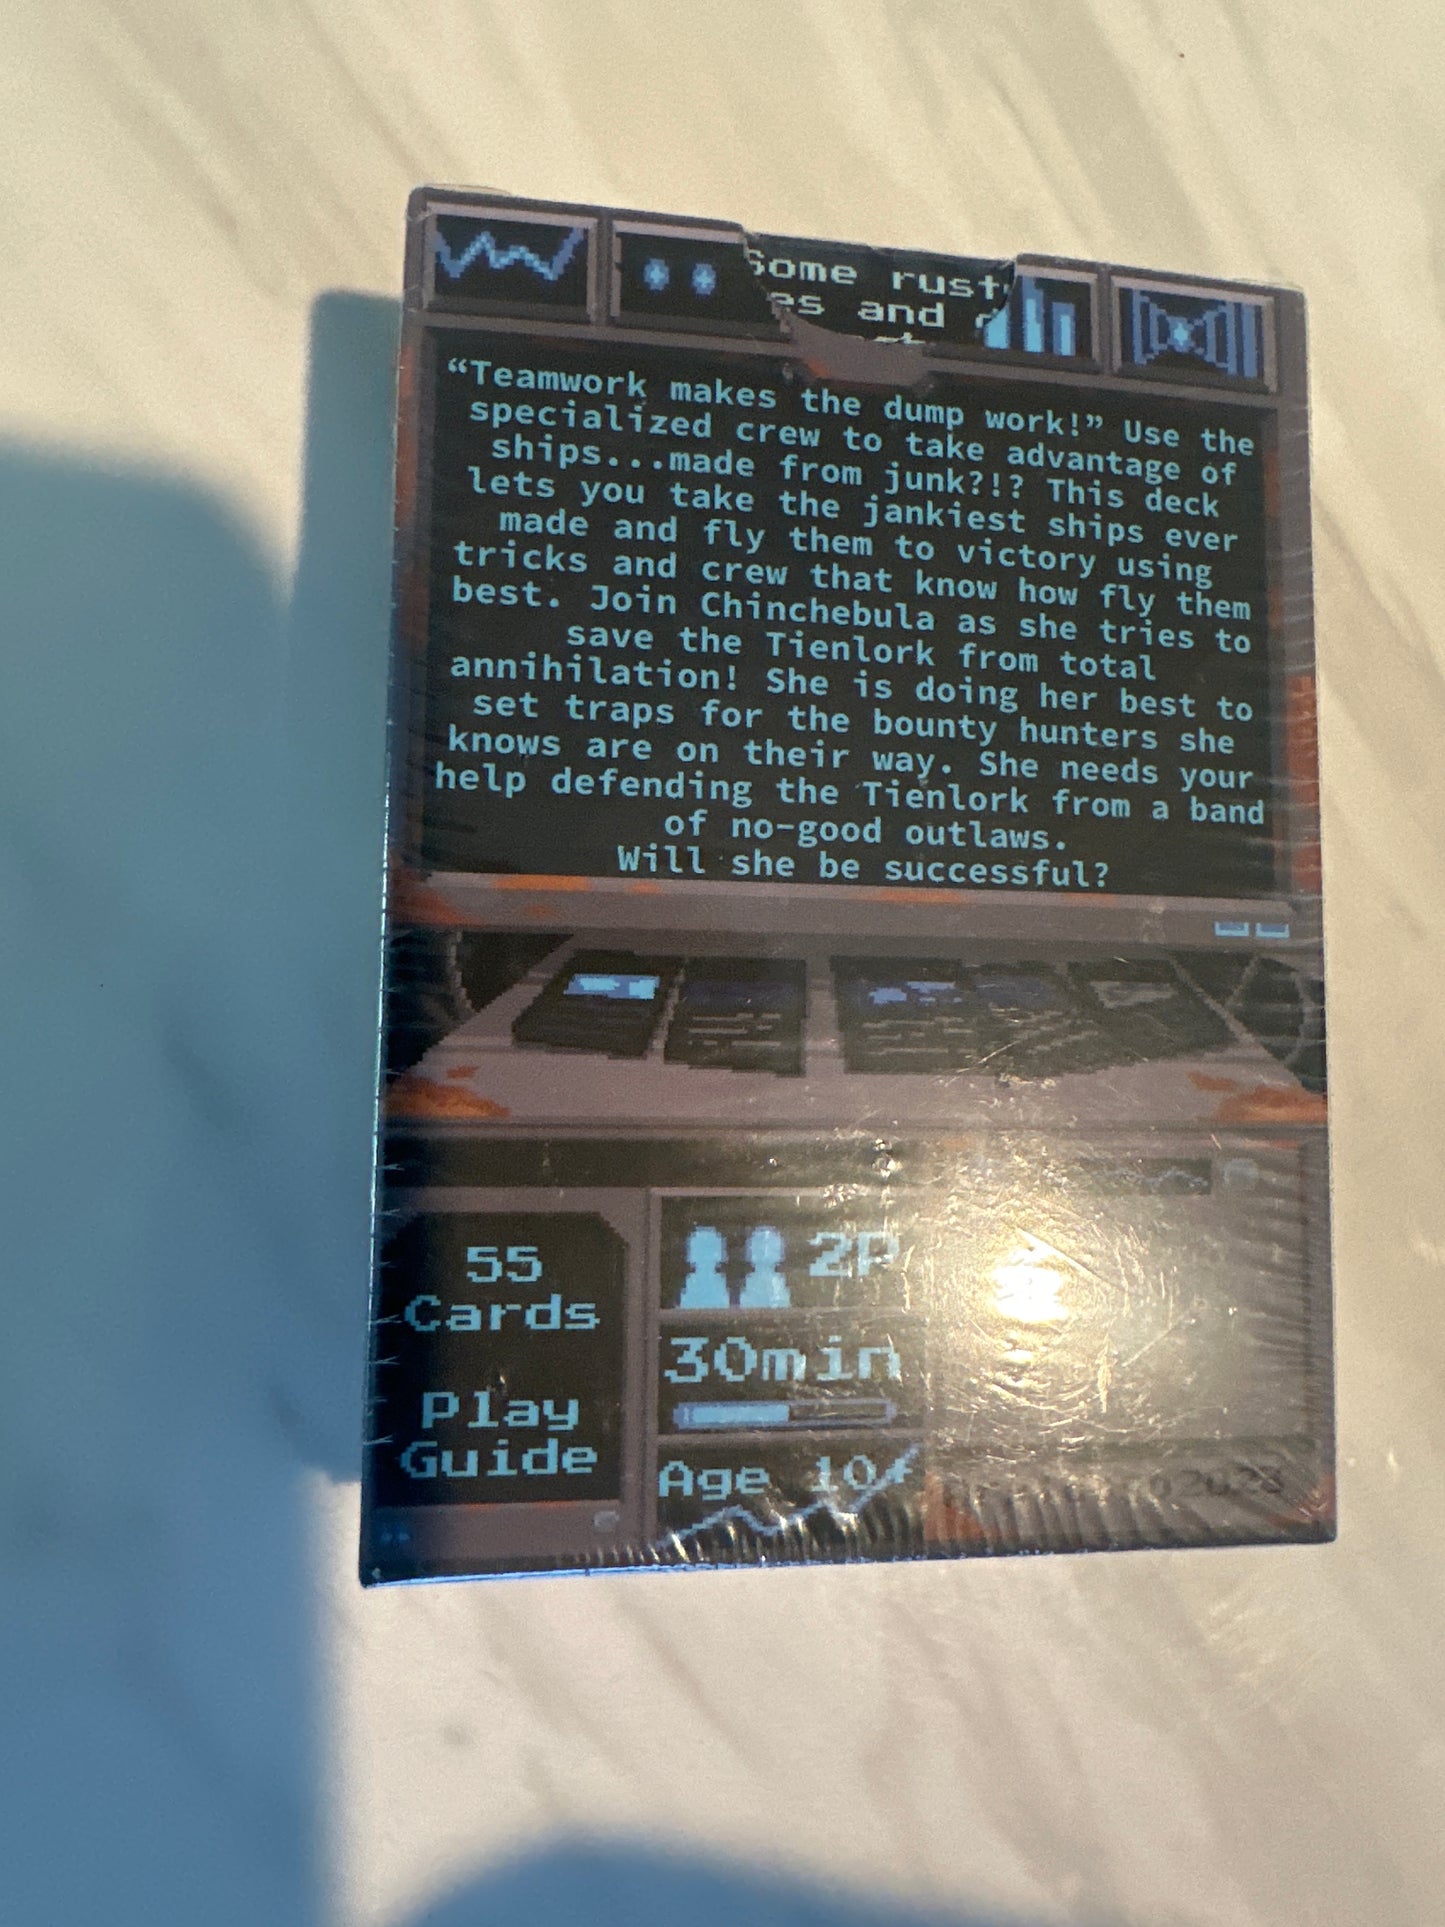 Some
es and
“Teamwork makes the dump work!” Use the
specialized crew to take advantage of
ships...made from junk?!? This deck
lets you take the jankiest ships ever
made and fly them to victory using
tricks and crew that know how fly them
best. Join Chinchebula as she tries to
save the Tienlork from total
annihilation! She is doing her best to
set traps for the bounty hunters she
knows are on their way. She needs your
help defending the Tienlork from a band
of no-good outlaws.
Will she be successful?
55
Cards
Play
Guide
2P
30min
Age 10+